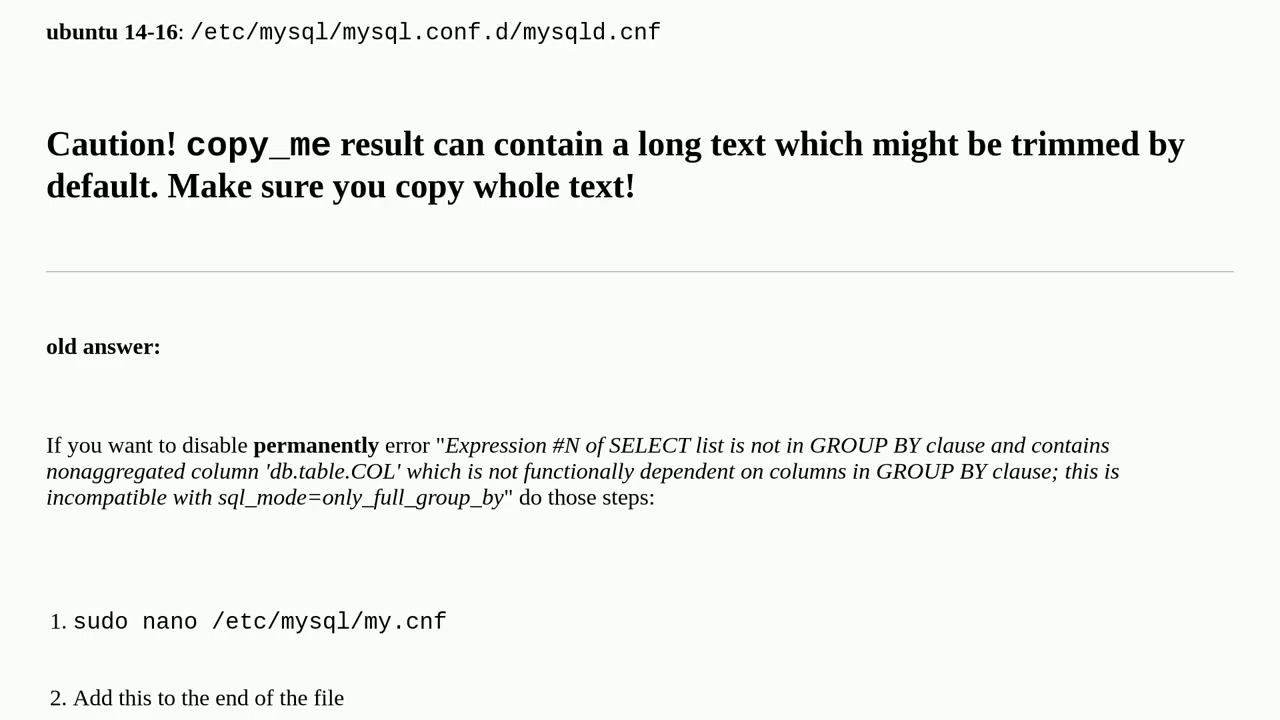 ubuntu 14-16: /etc/mysql/mysql.conf.d/mysqld.cnf
Caution! copy_me result can contain a long text which might be trimmed by
default. Make sure you copy whole text!
old answer:
If you want to disable permanently error "Expression #N of SELECT list is not in GROUP BY clause and contains
nonaggregated column 'db.table.COL' which is not functionally dependent on columns in GROUP BY clause; this is
incompatible with sql_mode=only_full_group_by" do those steps:
1. sudo nano /etc/mysql/my.cnf
2. Add this to the end of the file